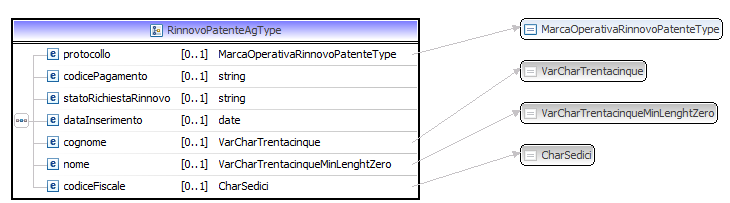 RinnovoPatenteAgType
protocollo [0..1] MarcaOperativaRinnovoPatenteType
codicePagamento [0..1] string
statoRichiestaRinnovo [0..1] string
dataInserimento [0..1] date
cognome [0..1] VarCharTrentacinque
nome [0..1] VarCharTrentacinqueMinLenghtZero
codiceFiscale [0..1] CharSedici
MarcaOperativaRinnovoPatenteType
VarCharTrentacinque
VarCharTrentacinqueMinLenghtZero
CharSedici